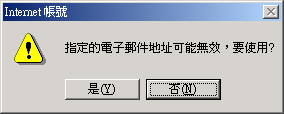 Internet 帳號
指定的電子郵件地址可能無效，要使用?
是(Y)
否(N)